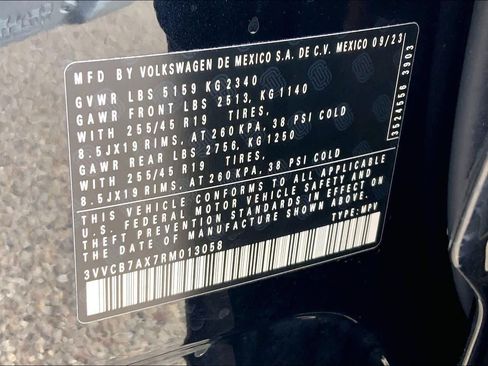 MFD BY VOLKSWAGEN DE MEXICO S.A. DE C.V. MEXICO 09/23
GVWR LBS 5159 KG 2340
GAWR FRONT LBS 2513, KG 1140
WITH 255/45 R19 TIRES,
8.5JX19 RIMS, AT 260 KPA, 38 PSI COLD
GAWR REAR LBS 2756, KG 1250
WITH 255/45 R19 TIRES,
8.5JX19 RIMS, AT 260 KPA, 38 PSI COLD
THIS VEHICLE CONFORMS TO ALL APPLICABLE
U.S. FEDERAL MOTOR VEHICLE SAFETY AND
THEFT PREVENTION STANDARDS IN EFFECT ON
THE DATE OF MANUFACTURE SHOWN ABOVE.
3VVCB7AX7RM013058
TYPE: MPV
3524556 3903